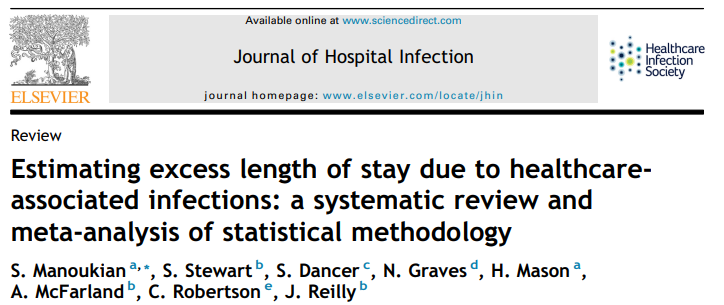 Available online at www.sciencedirect.com
Journal of Hospital Infection
journal homepage: www.elsevier.com/locate/jhin
ELSEVIER
Healthcare
Infection
Society
Review
Estimating excess length of stay due to healthcare-
associated infections: a systematic review and
meta-analysis of statistical methodology
S. Manoukian a,*, S. Stewart b, S. Dancer c, N. Graves d, H. Mason a,
A. McFarland b, C. Robertson e, J. Reilly b